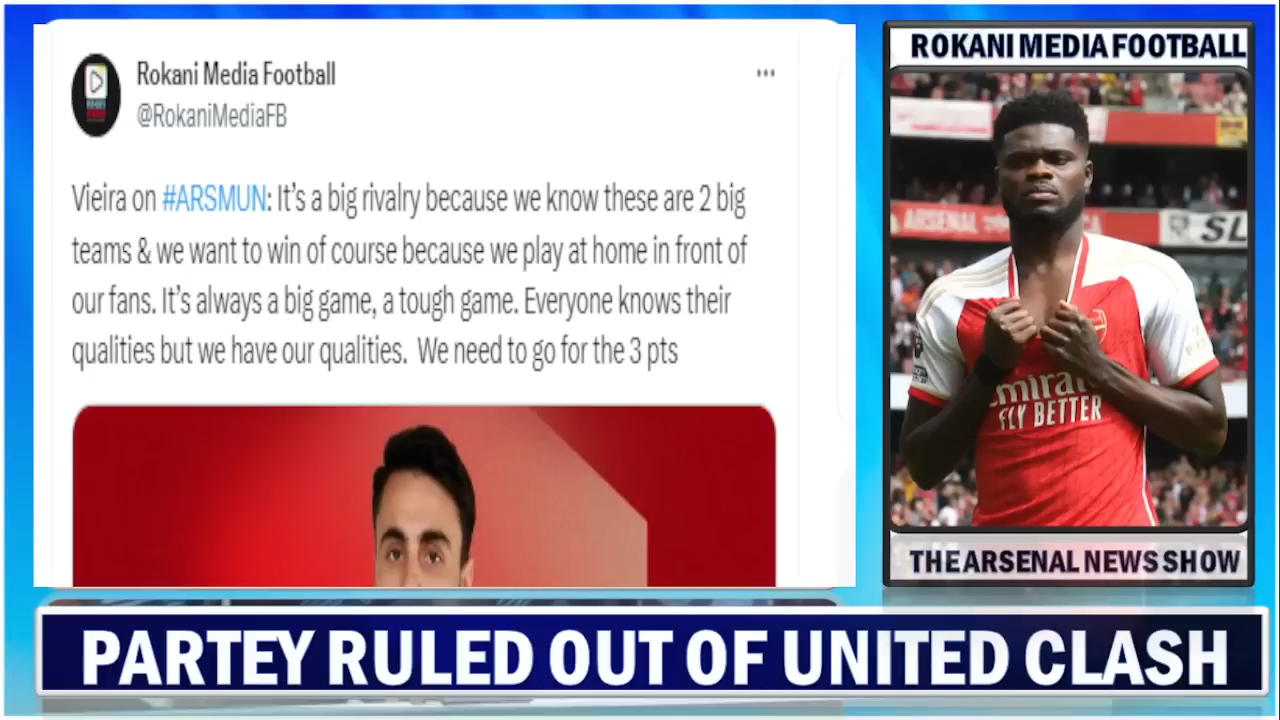 Rokani Media Football
@RokaniMediaFB
Vieira on #ARSMUN: It's a big rivalry because we know these are 2 big
teams & we want to win of course because we play at home in front of
our fans. It's always a big game, a tough game. Everyone knows their
qualities but we have our qualities. We need to go for the 3 pts
ROKANI MEDIA FOOTBALL
ARSENAL
SL
Emirates
FLY BETTER
THE ARSENAL NEWS SHOW
PARTEY RULED OUT OF UNITED CLASH